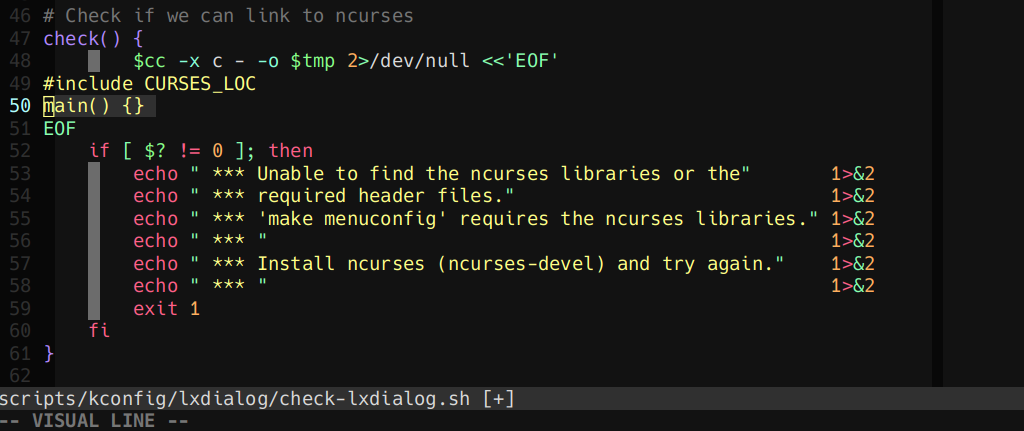 46 # Check if we can link to ncurses
47 check() {
48         $cc -x c - -o $tmp 2>/dev/null <<'EOF'
49 #include CURSES_LOC
50 main() {}
51 EOF
52     if [ $? != 0 ]; then
53         echo " *** Unable to find the ncurses libraries or the"       1>&2
54         echo " *** required header files."                            1>&2
55         echo " *** 'make menuconfig' requires the ncurses libraries." 1>&2
56         echo " *** "                                                  1>&2
57         echo " *** Install ncurses (ncurses-devel) and try again."    1>&2
58         echo " *** "                                                  1>&2
59         exit 1
60     fi
61 }
62
scripts/kconfig/lxdialog/check-lxdialog.sh [+]
-- VISUAL LINE --